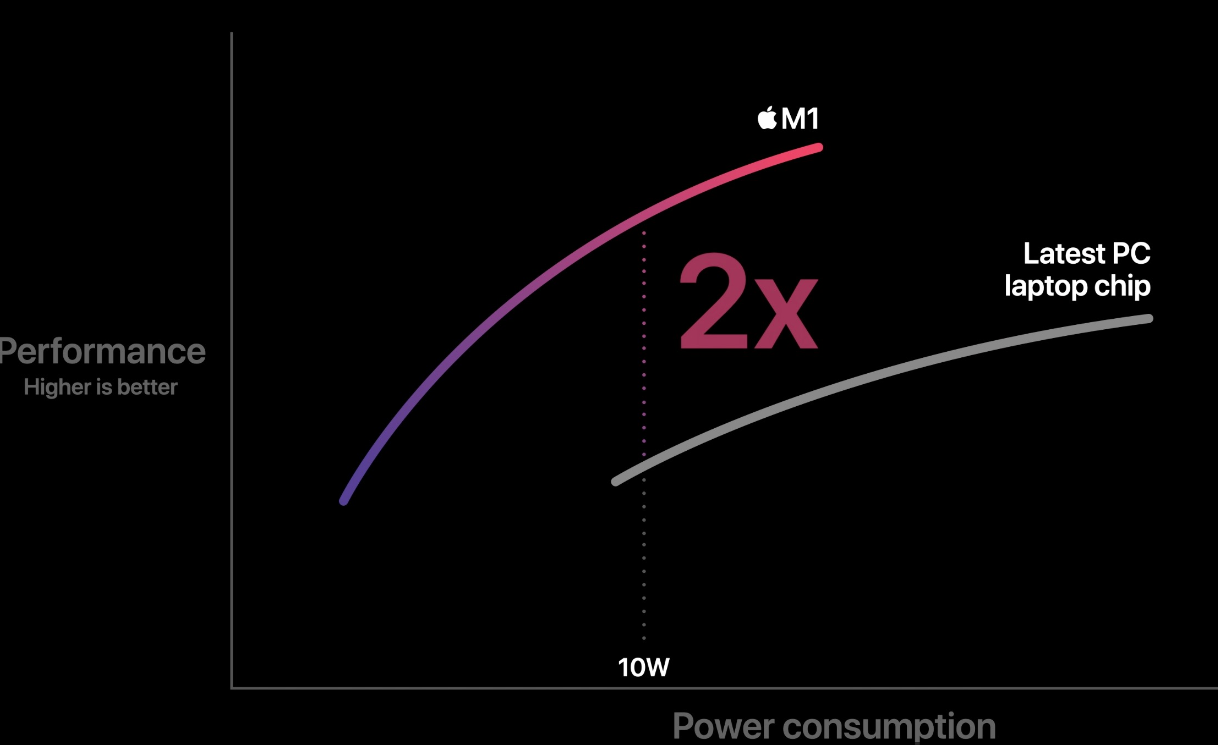 M1
Latest PC
laptop chip
2x
Performance
Higher is better
10W
Power consumption